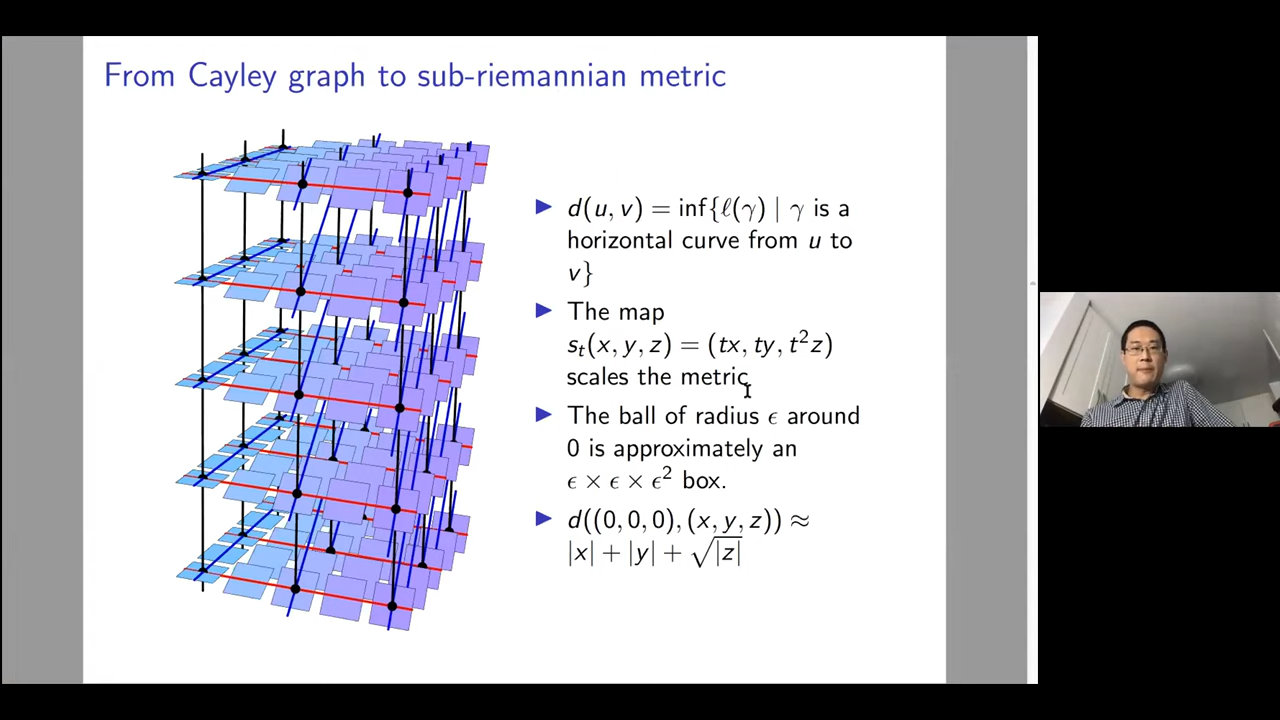 From Cayley graph to sub-riemannian metric
d(u, v) = inf{ℓ(γ) | γ is a
horizontal curve from u to
v}
The map
s_t(x, y, z) = (tx, ty, t²z)
scales the metric
The ball of radius ϵ around
0 is approximately an
ϵ × ϵ × ϵ² box.
d((0, 0, 0), (x, y, z)) ≈
|x| + |y| + √|z|